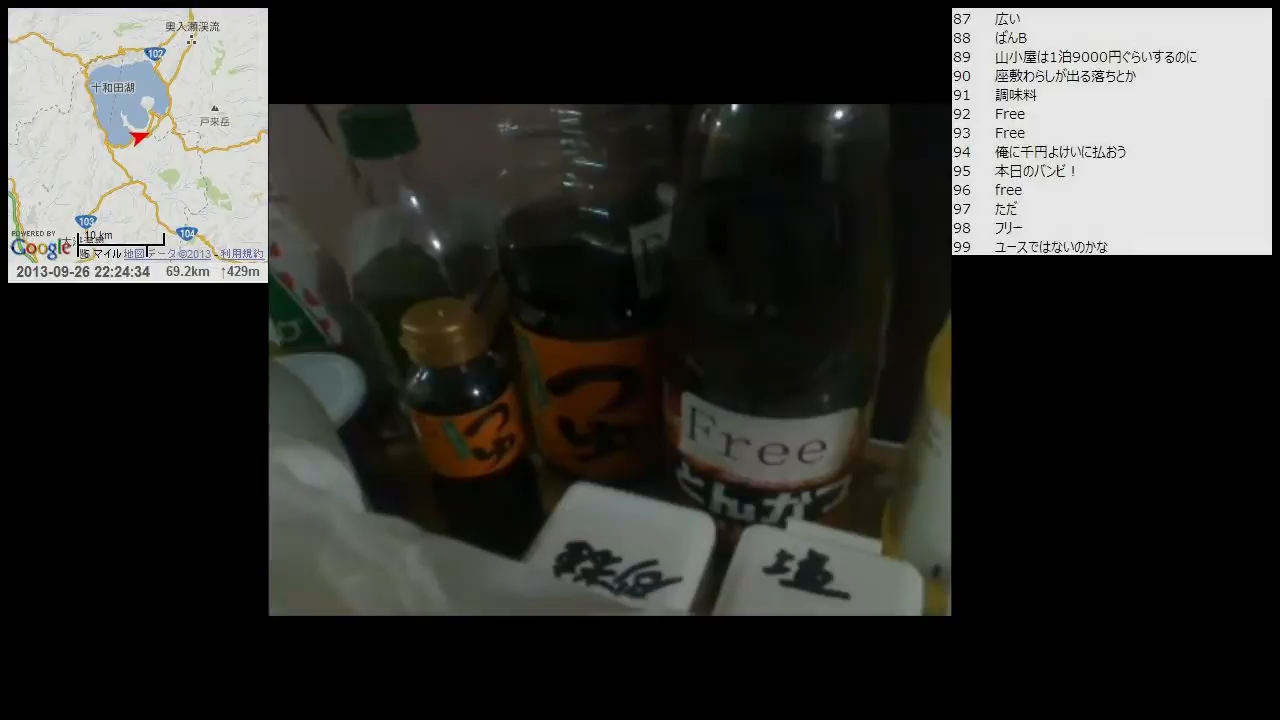 奥入瀬渓流
102
十和田湖
戸来岳
103
104
POWERED BY
Google
10 km
5 マイル
地図データ©2013 - 利用規約
2013-09-26 22:24:34 69.2km ↑429m
87 広い
88 ばんB
89 山小屋は1泊9000円ぐらいするのに
90 座敷わらしが出る落ちとか
91 調味料
92 Free
93 Free
94 俺に千円よけいに払おう
95 本日のバンビ！
96 free
97 ただ
98 フリー
99 ユースではないのかな
つゆ
つゆ
Free
とんかつ
砂糖
塩